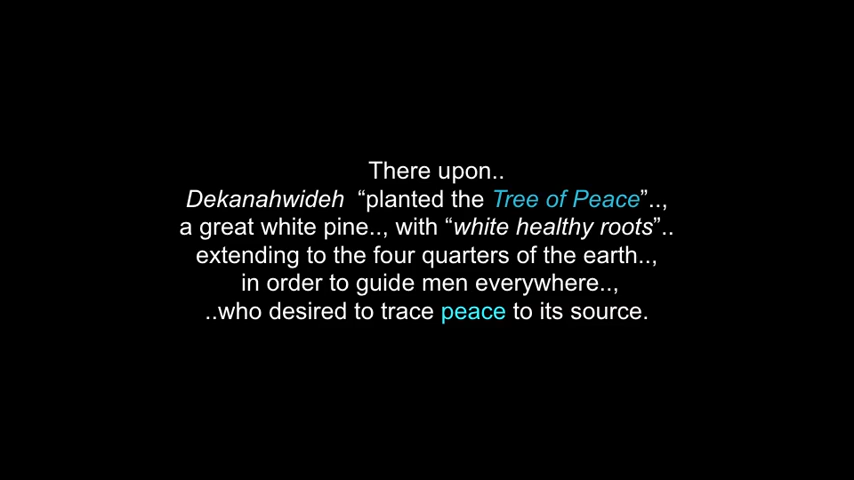 There upon..
Dekanahwideh “planted the Tree of Peace”..,
a great white pine.., with “white healthy roots”..
extending to the four quarters of the earth..,
in order to guide men everywhere..,
..who desired to trace peace to its source.